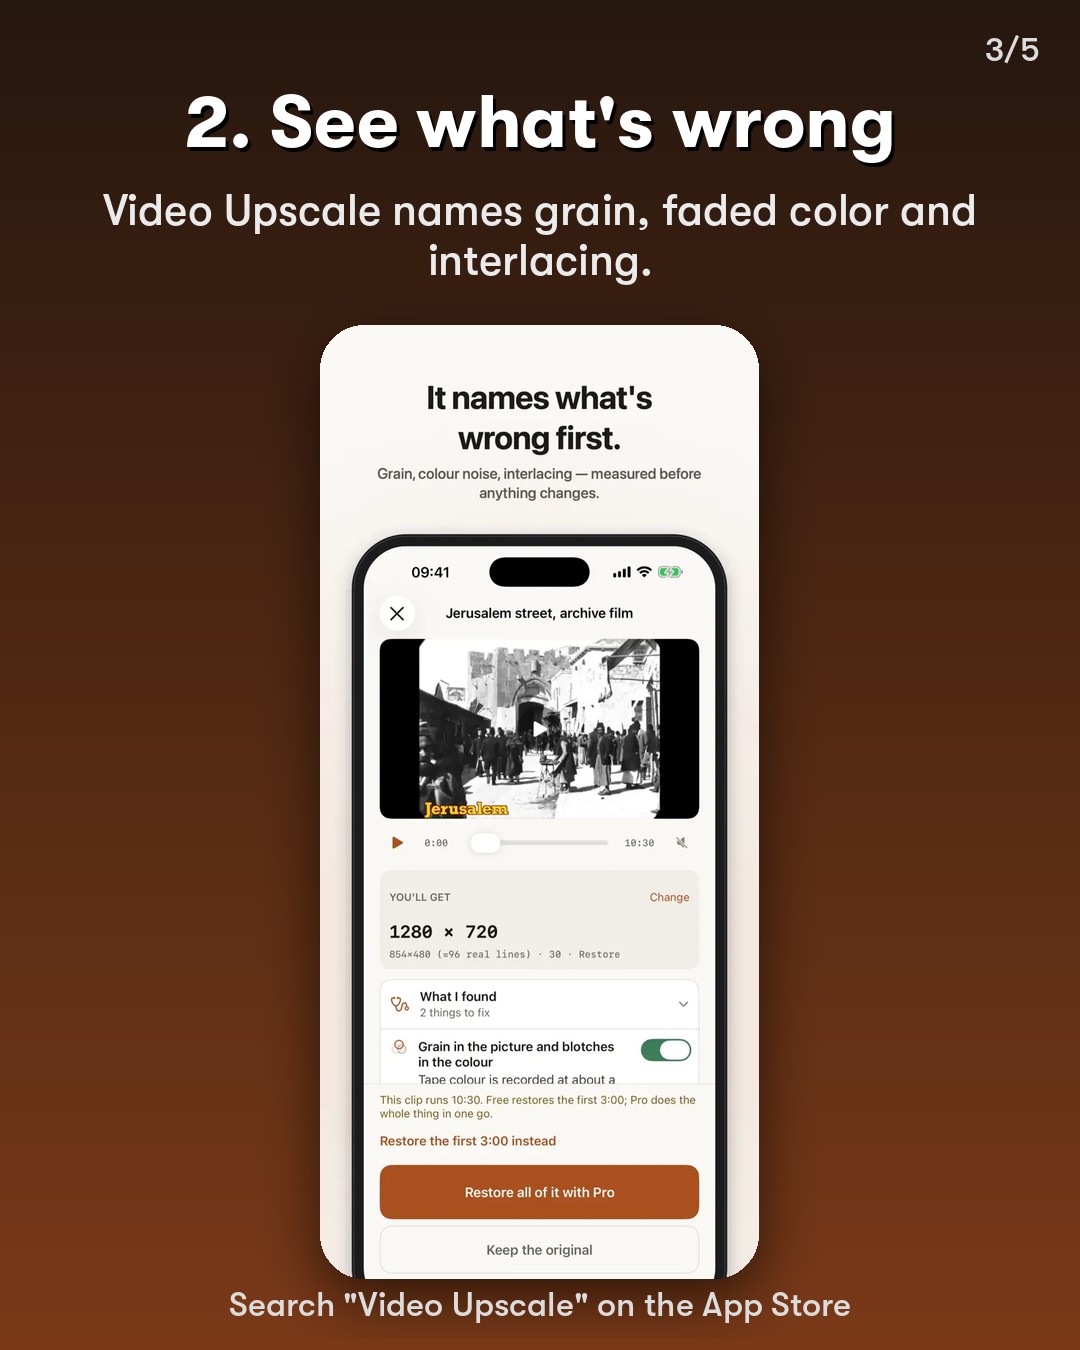 3/5
2. See what's wrong
Video Upscale names grain, faded color and
interlacing.
It names what's
wrong first.
Grain, colour noise, interlacing — measured before
anything changes.
09:41
Jerusalem street, archive film
Jerusalem
0:00
10:30
YOU'LL GET
Change
1280 × 720
854×480 (≈96 real lines) · 30 · Restore
What I found
2 things to fix
Grain in the picture and blotches
in the colour
Tape colour is recorded at about a
This clip runs 10:30. Free restores the first 3:00; Pro does the
whole thing in one go.
Restore the first 3:00 instead
Restore all of it with Pro
Keep the original
Search "Video Upscale" on the App Store